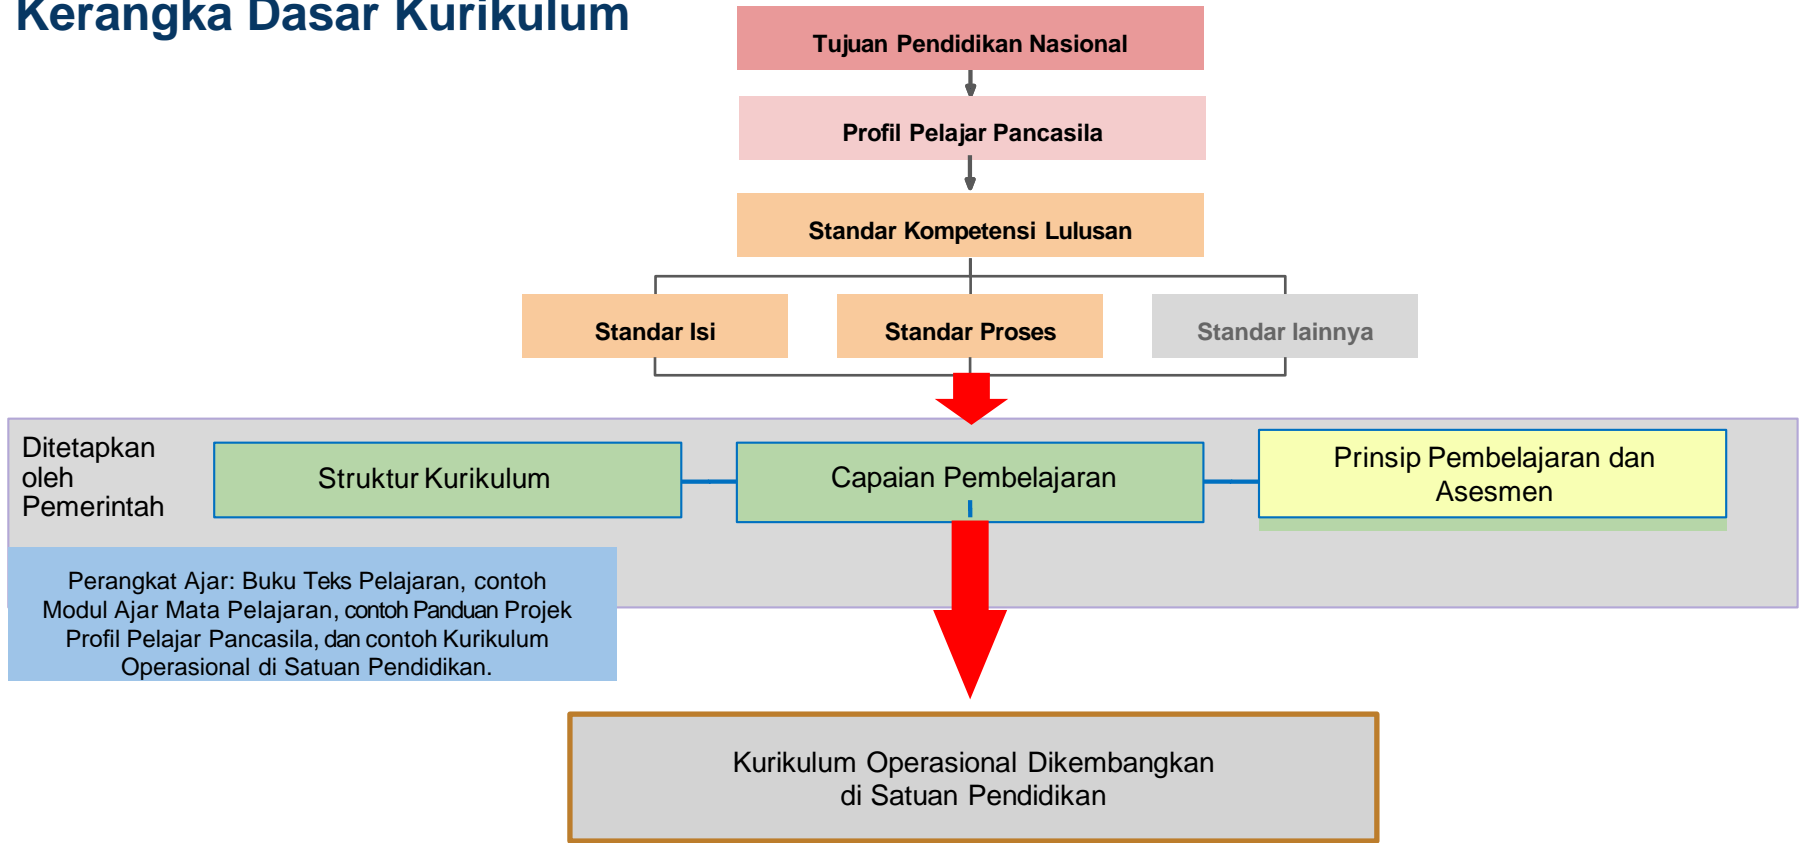 Kerangka Dasar Kurikulum
Tujuan Pendidikan Nasional
Profil Pelajar Pancasila
Standar Kompetensi Lulusan
Standar Isi
Standar Proses
Standar lainnya
Ditetapkan
oleh
Pemerintah
Struktur Kurikulum
Capaian Pembelajaran
Prinsip Pembelajaran dan
Asesmen
Perangkat Ajar: Buku Teks Pelajaran, contoh
Modul Ajar Mata Pelajaran, contoh Panduan Projek
Profil Pelajar Pancasila, dan contoh Kurikulum
Operasional di Satuan Pendidikan.
Kurikulum Operasional Dikembangkan
di Satuan Pendidikan